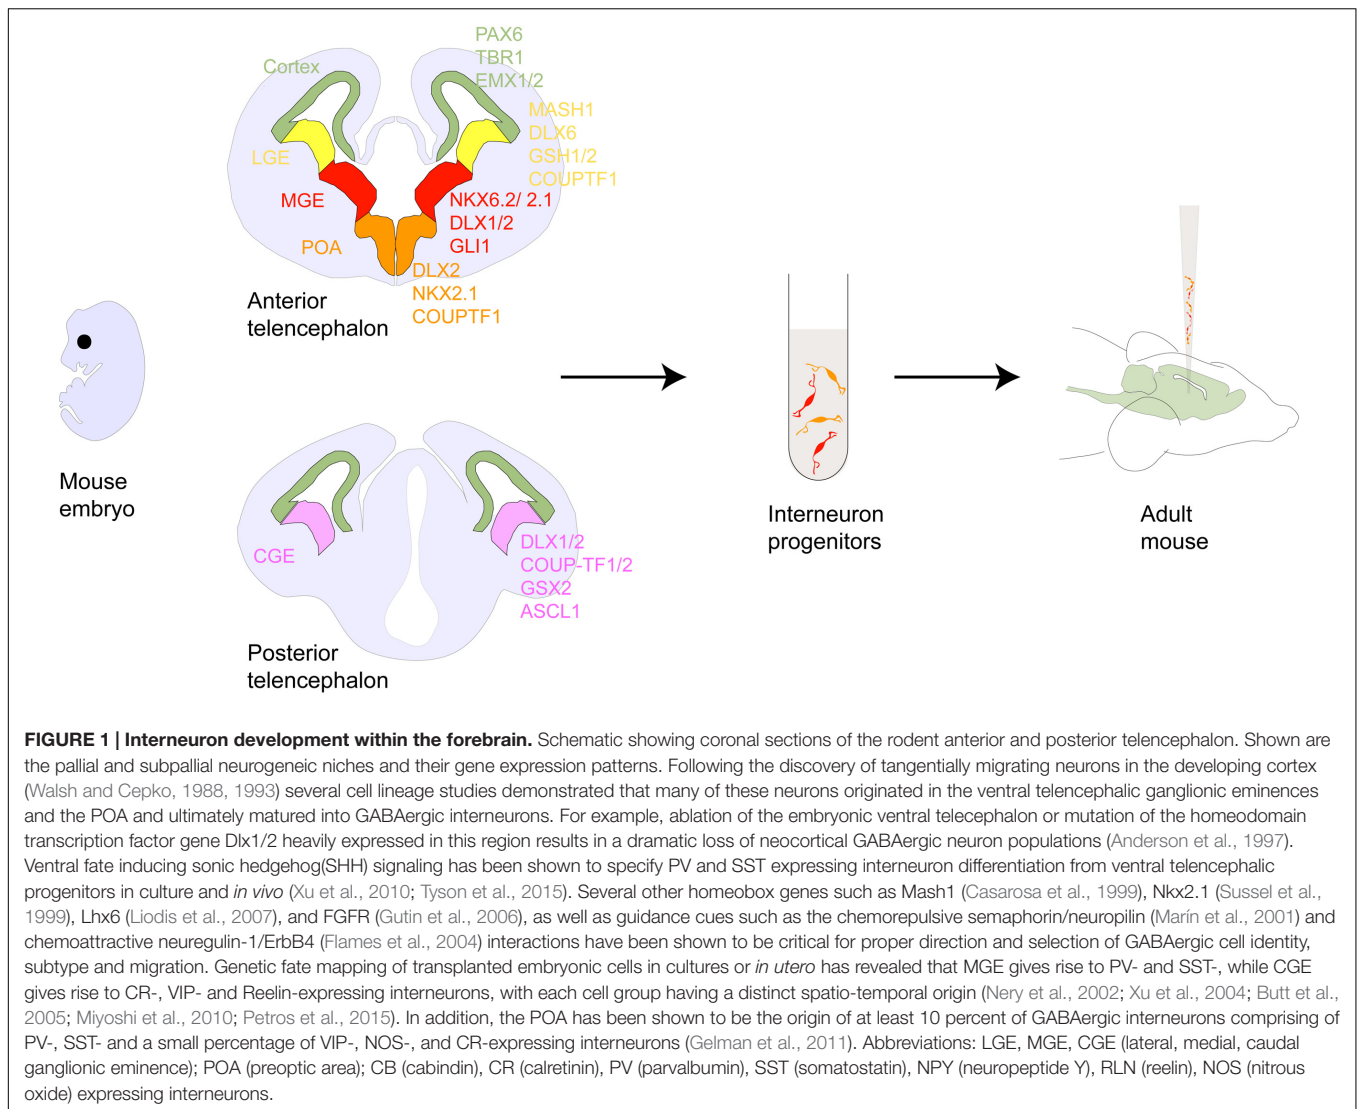 PAX6
TBR1
EMX1/2
Cortex
MASH1
DLX6
GSH1/2
COUPTF1
LGE
MGE
NKX6.2/ 2.1
DLX1/2
GLI1
POA
DLX2
NKX2.1
COUPTF1
Anterior
telencephalon
Mouse
embryo
CGE
DLX1/2
COUP-TF1/2
GSX2
ASCL1
Posterior
telencephalon
Interneuron
progenitors
Adult
mouse
FIGURE 1 | Interneuron development within the forebrain. Schematic showing coronal sections of the rodent anterior and posterior telencephalon. Shown are
the pallial and subpallial neurogeneic niches and their gene expression patterns. Following the discovery of tangentially migrating neurons in the developing cortex
(Walsh and Cepko, 1988, 1993) several cell lineage studies demonstrated that many of these neurons originated in the ventral telencephalic ganglionic eminences
and the POA and ultimately matured into GABAergic interneurons. For example, ablation of the embryonic ventral telecephalon or mutation of the homeodomain
transcription factor gene Dlx1/2 heavily expressed in this region results in a dramatic loss of neocortical GABAergic neuron populations (Anderson et al., 1997).
Ventral fate inducing sonic hedgehog(SHH) signaling has been shown to specify PV and SST expressing interneuron differentiation from ventral telencephalic
progenitors in culture and in vivo (Xu et al., 2010; Tyson et al., 2015). Several other homeobox genes such as Mash1 (Casarosa et al., 1999), Nkx2.1 (Sussel et al.,
1999), Lhx6 (Liodis et al., 2007), and FGFR (Gutin et al., 2006), as well as guidance cues such as the chemorepulsive semaphorin/neuropilin (Marín et al., 2001) and
chemoattractive neuregulin-1/ErbB4 (Flames et al., 2004) interactions have been shown to be critical for proper direction and selection of GABAergic cell identity,
subtype and migration. Genetic fate mapping of transplanted embryonic cells in cultures or in utero has revealed that MGE gives rise to PV- and SST-, while CGE
gives rise to CR-, VIP- and Reelin-expressing interneurons, with each cell group having a distinct spatio-temporal origin (Nery et al., 2002; Xu et al., 2004; Butt et al.,
2005; Miyoshi et al., 2010; Petros et al., 2015). In addition, the POA has been shown to be the origin of at least 10 percent of GABAergic interneurons comprising of
PV-, SST- and a small percentage of VIP-, NOS-, and CR-expressing interneurons (Gelman et al., 2011). Abbreviations: LGE, MGE, CGE (lateral, medial, caudal
ganglionic eminence); POA (preoptic area); CB (cabindin), CR (calretinin), PV (parvalbumin), SST (somatostatin), NPY (neuropeptide Y), RLN (reelin), NOS (nitrous
oxide) expressing interneurons.